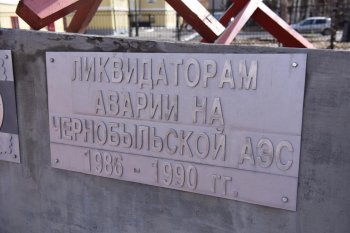 ЛИКВИДАТОРАМ
АВАРИИ НА
ЧЕРНОБЫЛЬСКОЙ АЭС
1986 - 1990 гг.